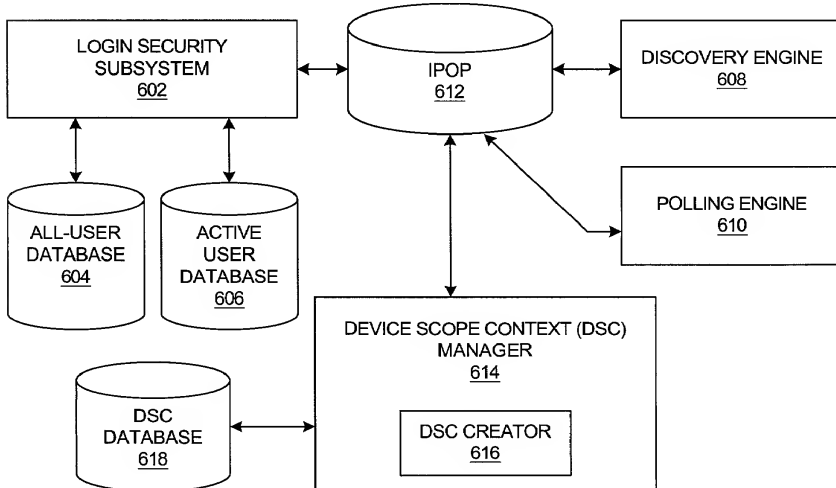 LOGIN SECURITY
SUBSYSTEM
602
IPOP
612
DISCOVERY ENGINE
608
ALL-USER
DATABASE
604
ACTIVE
USER
DATABASE
606
POLLING ENGINE
610
DEVICE SCOPE CONTEXT (DSC)
MANAGER
614
DSC
DATABASE
618
DSC CREATOR
616